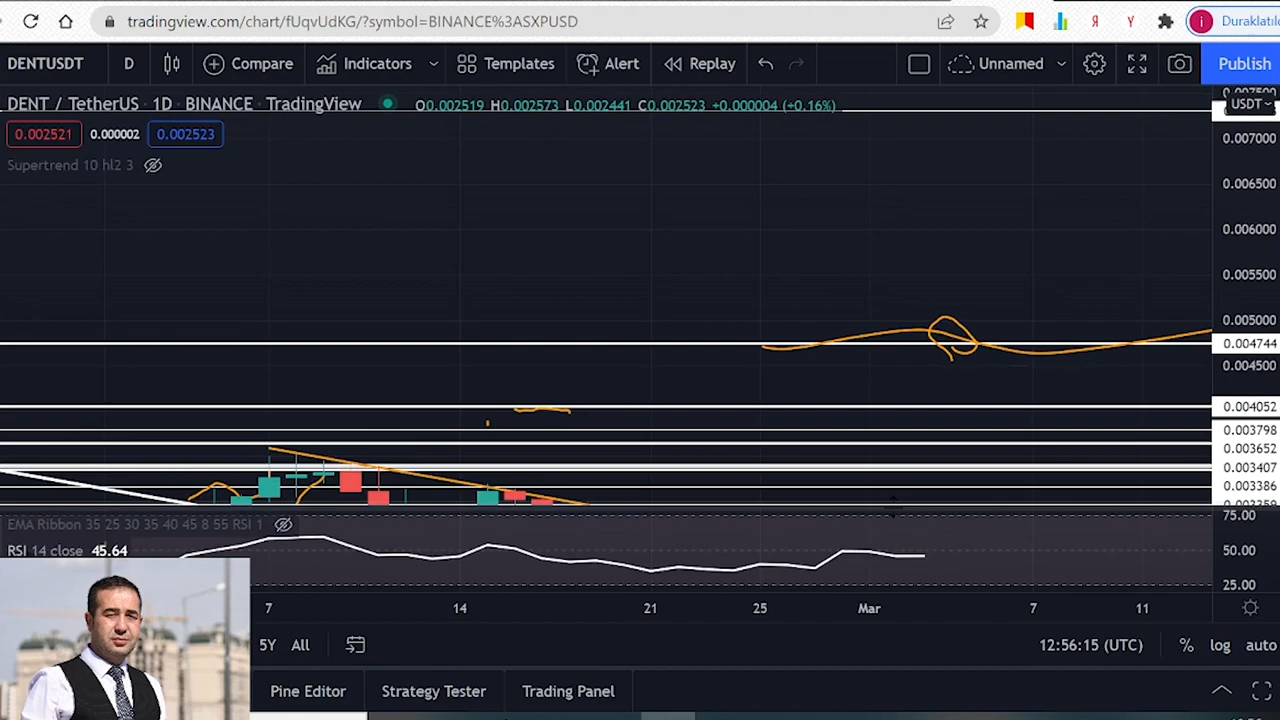 tradingview.com/chart/fUqvUdKG/?symbol=BINANCE%3ASXPUSD
Duraklatıl
DENTUSDT D Compare Indicators Templates Alert Replay Unnamed Publish
DENT / TetherUS · 1D · BINANCE · TradingView O0.002519 H0.002573 L0.002441 C0.002523 +0.000004 (+0.16%)
USDT
0.002521 0.000002 0.002523
Supertrend 10 hl2 3
0.007000
0.006500
0.006000
0.005500
0.005000
0.004744
0.004500
0.004052
0.003798
0.003652
0.003407
0.003386
EMA Ribbon 35 25 30 35 40 45 8 55 RSI 1
75.00
RSI 14 close 45.64
50.00
25.00
7 14 21 25 Mar 7 11
5Y All 12:56:15 (UTC) % log auto
Pine Editor Strategy Tester Trading Panel